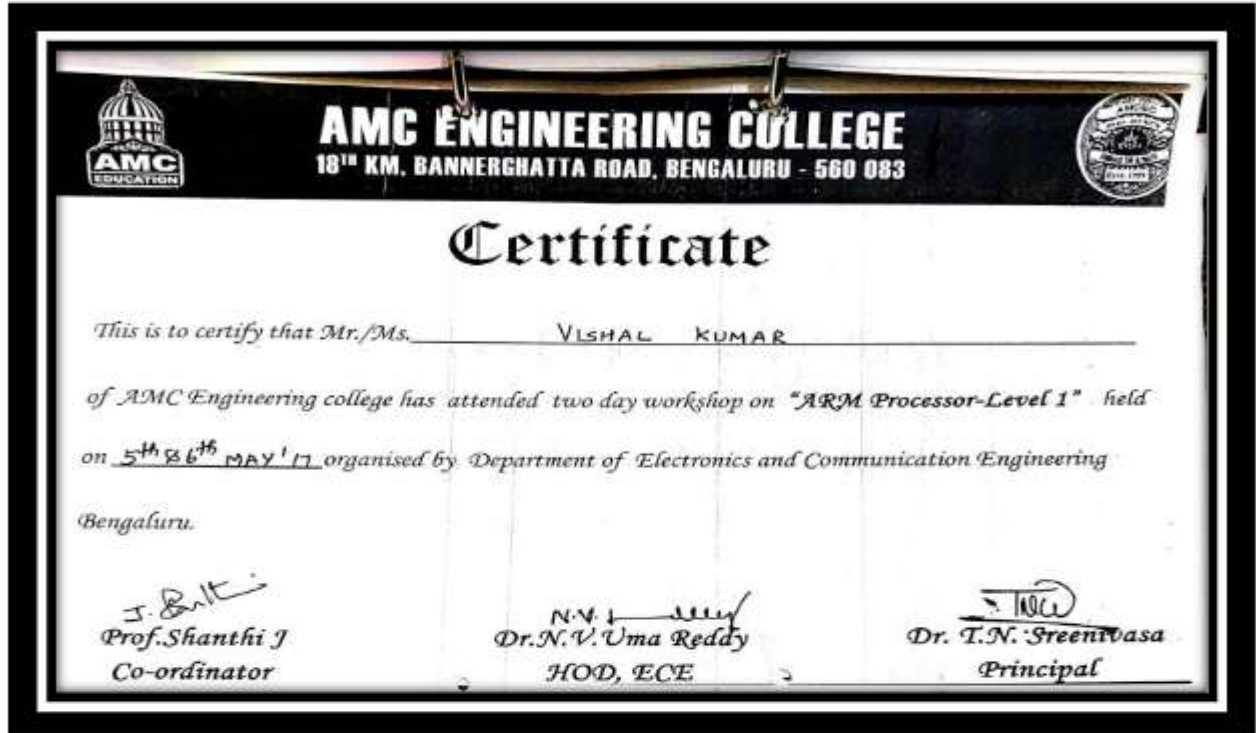 AMC
EDUCATION
AMC ENGINEERING COLLEGE
18TH KM. BANNERGHATTA ROAD, BENGALURU - 560 083
Certificate
This is to certify that Mr./Ms. VISHAL KUMAR
of AMC Engineering college has attended two day workshop on "ARM Processor-Level 1" held
on 5th & 6th MAY'17 organised by Department of Electronics and Communication Engineering
Bengaluru.
Prof.Shanthi J
Dr.N.V.Uma Reddy
Dr. T.N. Sreenivasa
Co-ordinator
HOD, ECE
Principal